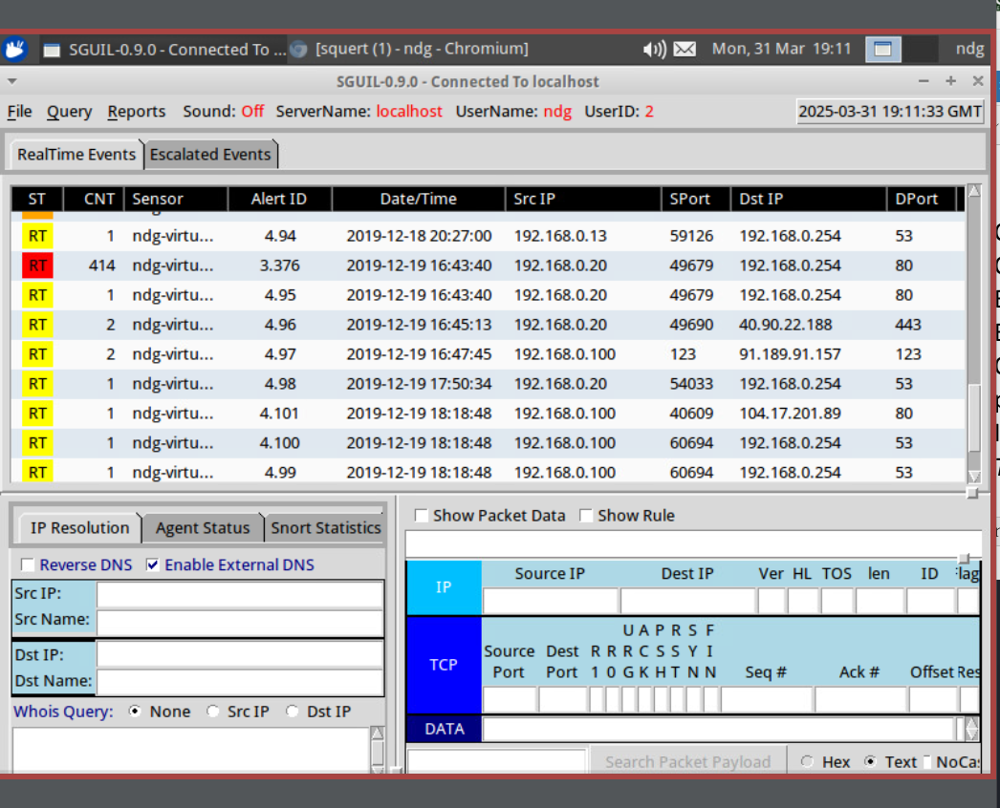 SGUIL-0.9.0 - Connected To ... [squert (1) - ndg - Chromium] Mon, 31 Mar 19:11 ndg
SGUIL-0.9.0 - Connected To localhost
File Query Reports Sound: Off ServerName: localhost UserName: ndg UserID: 2 2025-03-31 19:11:33 GMT
RealTime Events Escalated Events
ST CNT Sensor Alert ID Date/Time Src IP SPort Dst IP DPort
RT 1 ndg-virtu... 4.94 2019-12-18 20:27:00 192.168.0.13 59126 192.168.0.254 53
RT 414 ndg-virtu... 3.376 2019-12-19 16:43:40 192.168.0.20 49679 192.168.0.254 80
RT 1 ndg-virtu... 4.95 2019-12-19 16:43:40 192.168.0.20 49679 192.168.0.254 80
RT 2 ndg-virtu... 4.96 2019-12-19 16:45:13 192.168.0.20 49690 40.90.22.188 443
RT 2 ndg-virtu... 4.97 2019-12-19 16:47:45 192.168.0.100 123 91.189.91.157 123
RT 1 ndg-virtu... 4.98 2019-12-19 17:50:34 192.168.0.20 54033 192.168.0.254 53
RT 1 ndg-virtu... 4.101 2019-12-19 18:18:48 192.168.0.100 40609 104.17.201.89 80
RT 1 ndg-virtu... 4.100 2019-12-19 18:18:48 192.168.0.100 60694 192.168.0.254 53
RT 1 ndg-virtu... 4.99 2019-12-19 18:18:48 192.168.0.100 60694 192.168.0.254 53
IP Resolution Agent Status Snort Statistics
Reverse DNS Enable External DNS
Src IP:
Src Name:
Dst IP:
Dst Name:
Whois Query: None Src IP Dst IP
Show Packet Data Show Rule
IP Source IP Dest IP Ver HL TOS len ID Flag
U A P R S F
Source Dest R R R C S S Y I
TCP Port Port 1 0 G K H T N N Seq # Ack # Offset Res
DATA
Search Packet Payload Hex Text NoCas